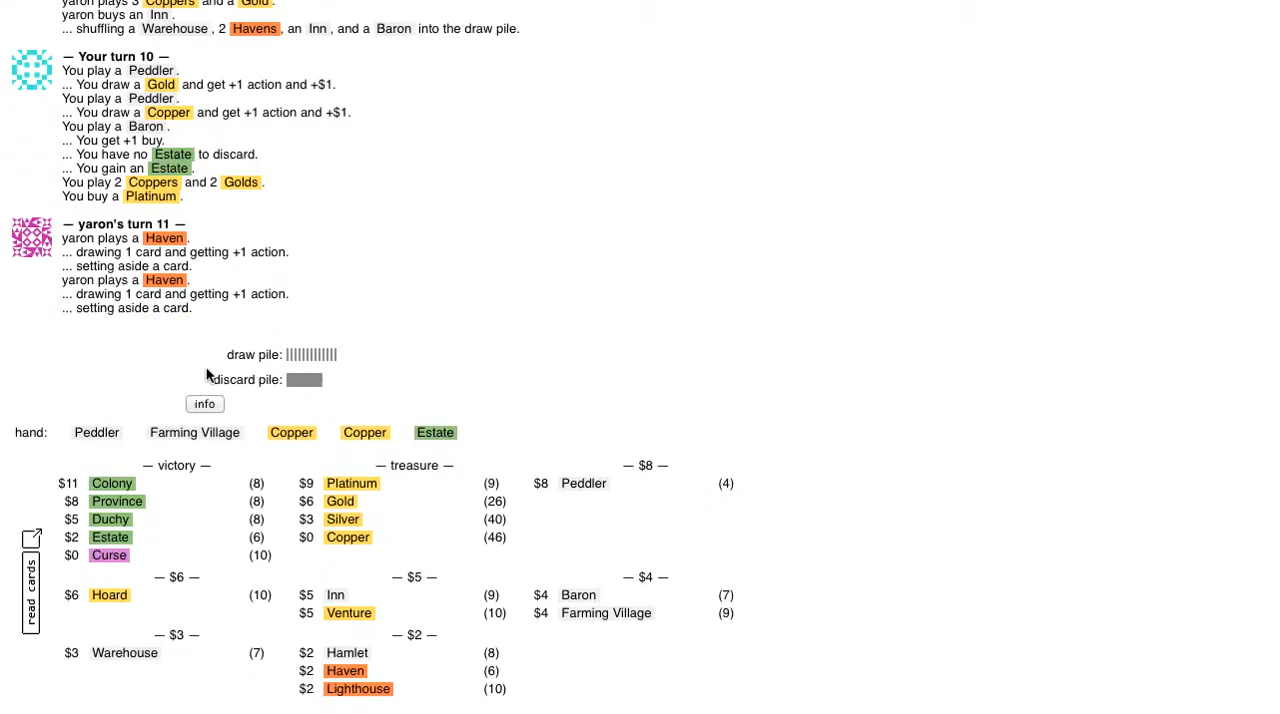 yaron plays 3 Coppers and a Gold.
yaron buys an Inn.
... shuffling a Warehouse, 2 Havens, an Inn, and a Baron into the draw pile.
— Your turn 10 —
You play a Peddler.
... You draw a Gold and get +1 action and +$1.
You play a Peddler.
... You draw a Copper and get +1 action and +$1.
You play a Baron.
... You get +1 buy.
... You have no Estate to discard.
... You gain an Estate.
You play 2 Coppers and 2 Golds.
You buy a Platinum.
— yaron's turn 11 —
yaron plays a Haven.
... drawing 1 card and getting +1 action.
... setting aside a card.
yaron plays a Haven.
... drawing 1 card and getting +1 action.
... setting aside a card.
draw pile:
discard pile:
info
hand: Peddler Farming Village Copper Copper Estate
— victory — — treasure — — $8 —
$11 Colony (8) $9 Platinum (9) $8 Peddler (4)
$8 Province (8) $6 Gold (26)
$5 Duchy (8) $3 Silver (40)
$2 Estate (6) $0 Copper (46)
$0 Curse (10)
— $6 — — $5 — — $4 —
$6 Hoard (10) $5 Inn (9) $4 Baron (7)
$5 Venture (10) $4 Farming Village (9)
— $3 — — $2 —
$3 Warehouse (7) $2 Hamlet (8)
$2 Haven (6)
$2 Lighthouse (10)
read cards